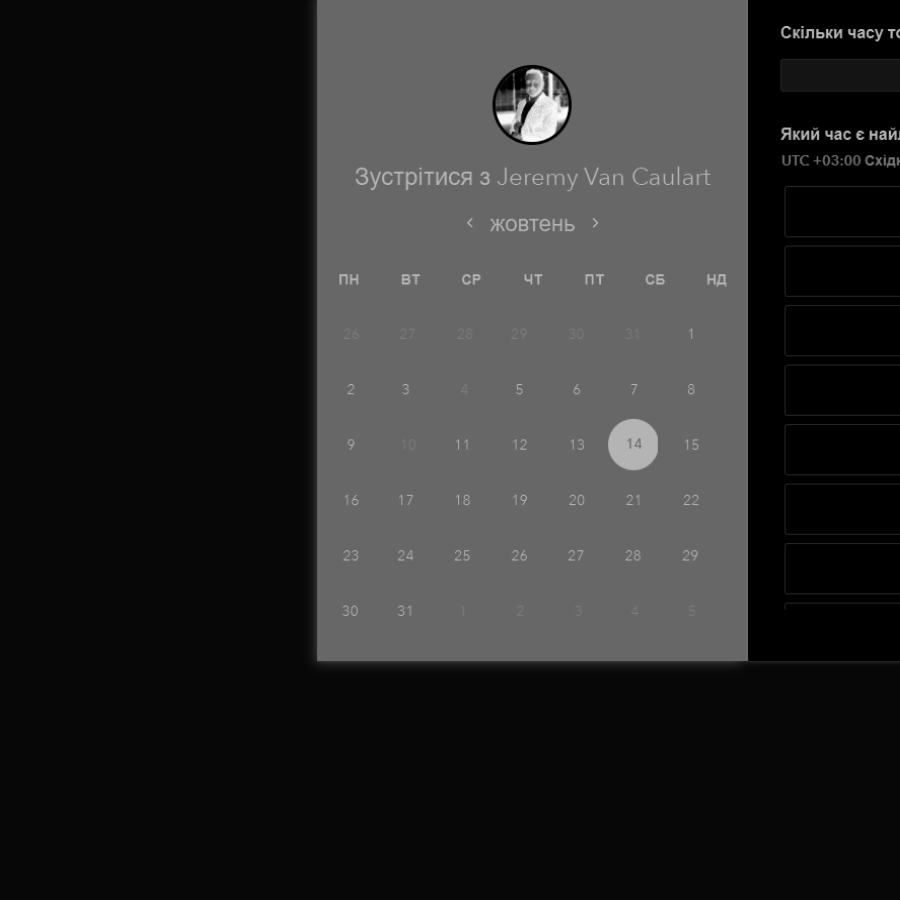 Скільки часу
Зустрітися з Jeremy Van Caulart
жовтень
ПН ВТ СР ЧТ ПТ СБ НД
26 27 28 29 30 31 1
2 3 4 5 6 7 8
9 10 11 12 13 14 15
16 17 18 19 20 21 22
23 24 25 26 27 28 29
30 31 1 2 3 4 5
Який час є
UTC +03:00